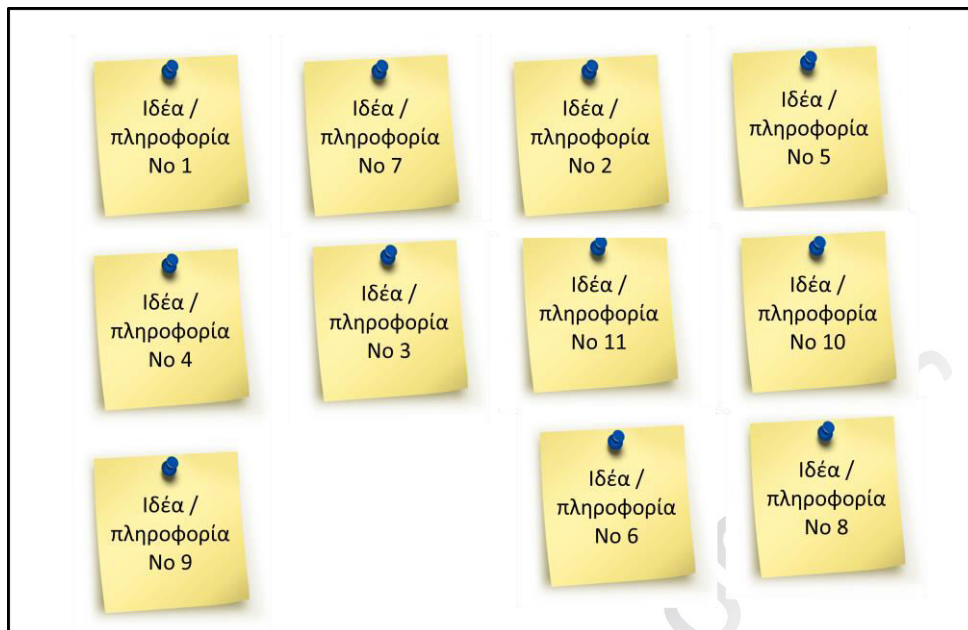 Ιδέα /
πληροφορία
Νο 1
Ιδέα /
πληροφορία
Νο 7
Ιδέα /
πληροφορία
Νο 2
Ιδέα /
πληροφορία
Νο 5
Ιδέα /
πληροφορία
Νο 4
Ιδέα /
πληροφορία
Νο 3
Ιδέα /
πληροφορία
Νο 11
Ιδέα /
πληροφορία
Νο 10
Ιδέα /
πληροφορία
Νο 9
Ιδέα /
πληροφορία
Νο 6
Ιδέα /
πληροφορία
Νο 8